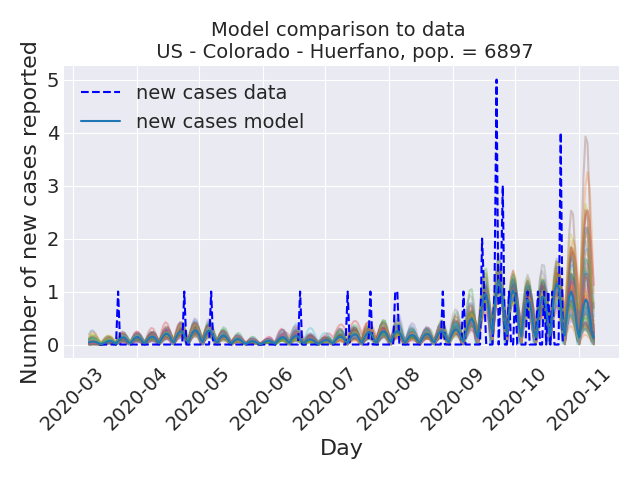 Model comparison to data
US - Colorado - Huerfano, pop. = 6897
Number of new cases reported
5
4
3
2
1
0
new cases data
new cases model
2020-03
2020-04
2020-05
2020-06
2020-07
2020-08
2020-09
2020-10
2020-11
Day